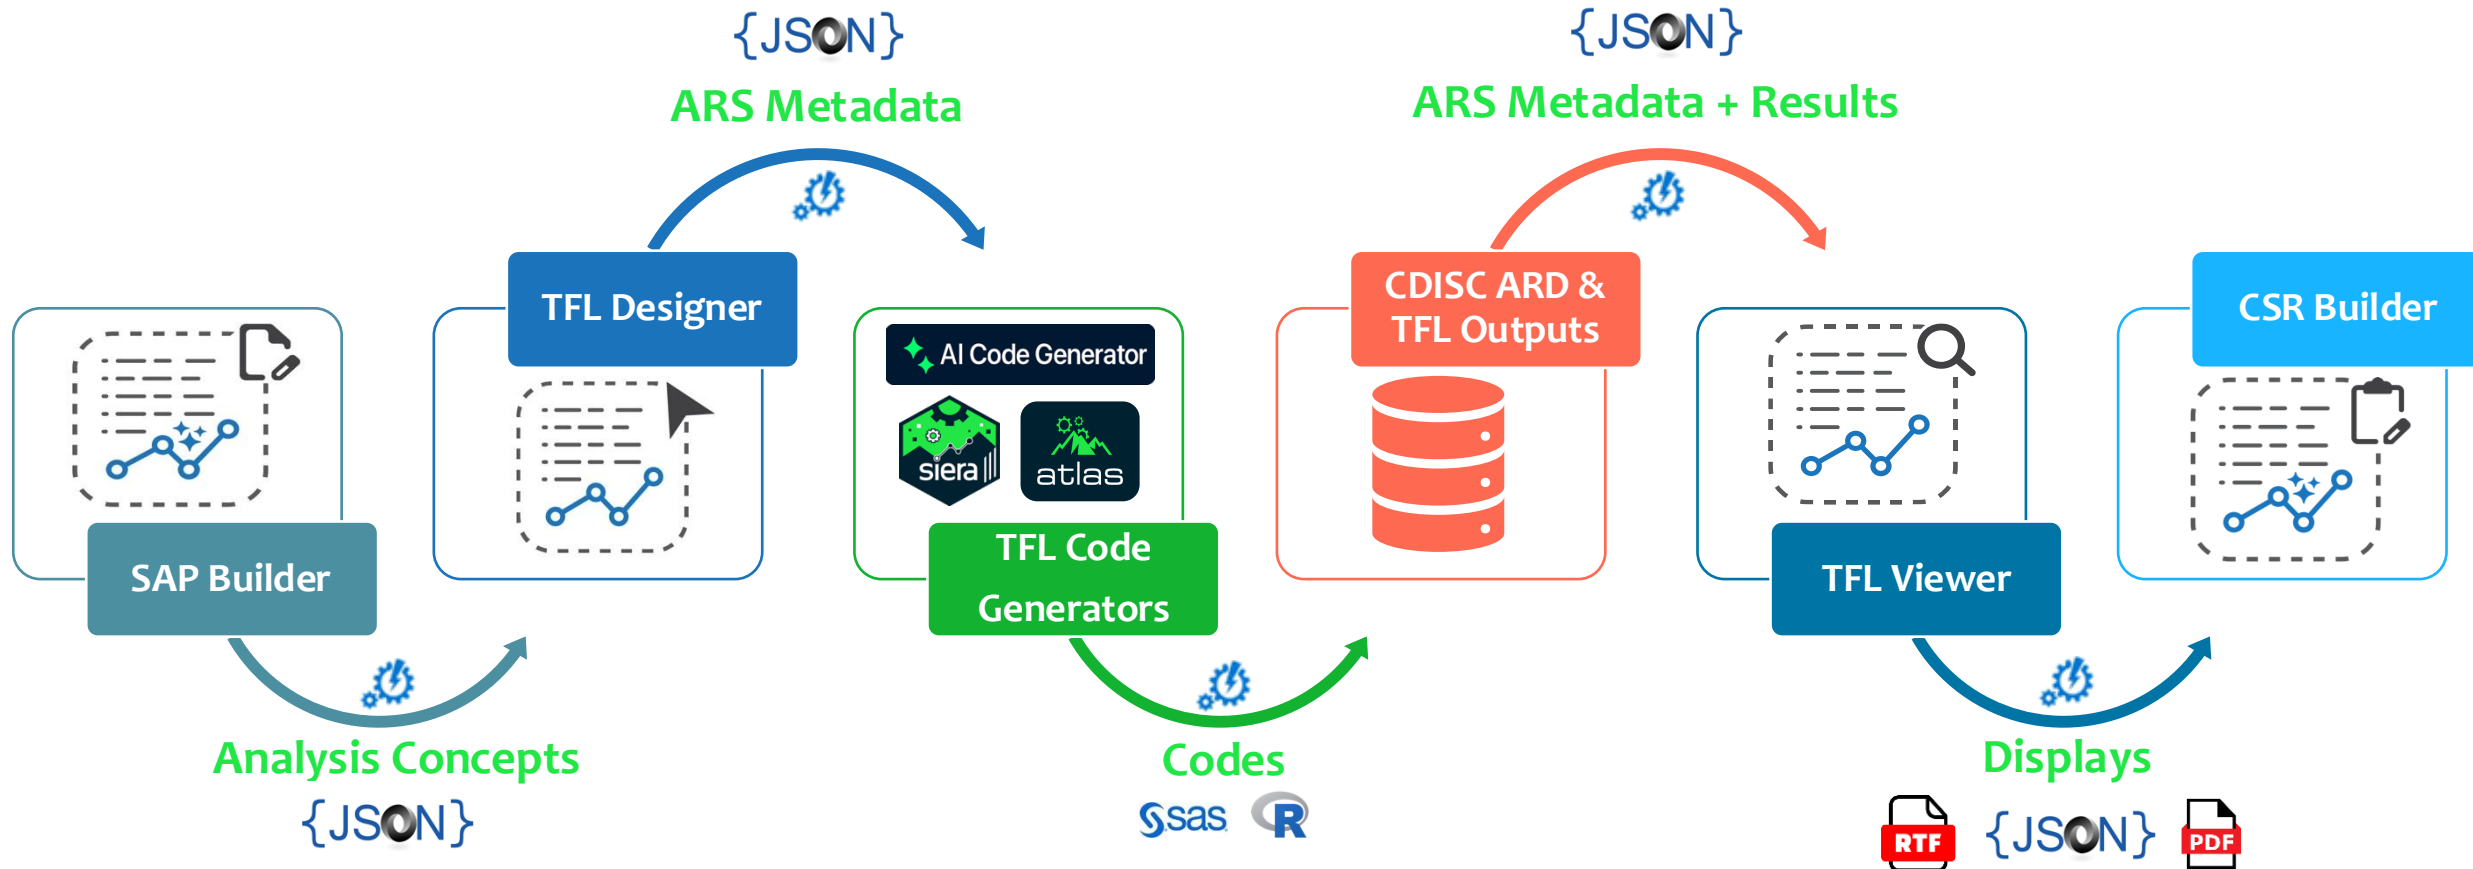 {JSON}
ARS Metadata
{JSON}
ARS Metadata + Results
SAP Builder
Analysis Concepts
{JSON}
TFL Designer
AI Code Generator
siera
atlas
TFL Code
Generators
Codes
sas
R
CDISC ARD &
TFL Outputs
TFL Viewer
Displays
RTF
{JSON}
PDF
CSR Builder